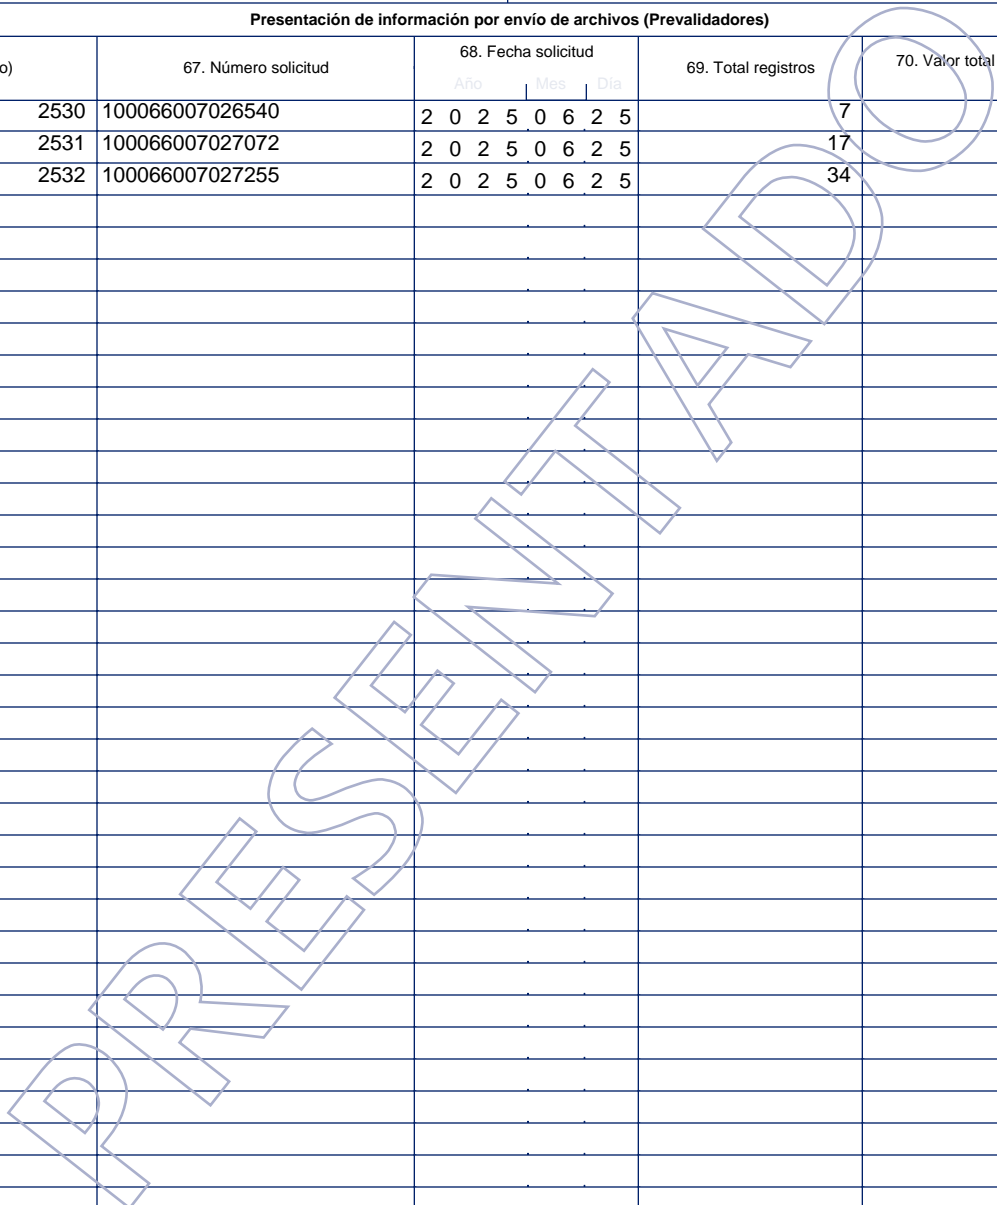 Presentación de información por envío de archivos (Prevalidadores)
o) 67. Número solicitud 68. Fecha solicitud 69. Total registros 70. Valor total
Año Mes Día
2530 100066007026540 2 0 2 5 0 6 2 5 7
2531 100066007027072 2 0 2 5 0 6 2 5 17
2532 100066007027255 2 0 2 5 0 6 2 5 34
PRESENTADO